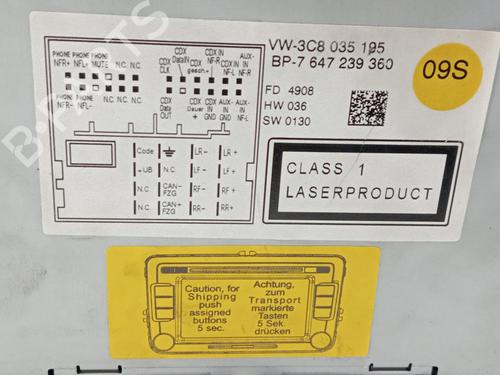 VW-3C8 035 195
BP-7 647 239 360
FD 4908
HW 036
SW 0130
09S
CLASS 1
LASERPRODUCT
PHONE PHONE PHONE
NFR+ NFL+ MUTE N.C. N.C.
CDX CLK
CDX DataIN
CDX gesch.+
CDX IN NF-R
CDX IN NF-L
AUX-IN NF-R
PHONE PHONE
NFR- NFL- N.C. N.C. N.C.
CDX Data OUT
CDX Dauer +
CDX IN GND
AUX-IN GND
AUX-IN NF-L
Code LR- LR+
+UB N.C. LF- LF+
N.C. CAN-FZG RF- RF+
N.C. CAN+FZG RR- RR+
Caution, for
Shipping
push
assigned
buttons
5 sec.
Achtung,
zum
Transport
markierte
Tasten
5 Sek.
drücken